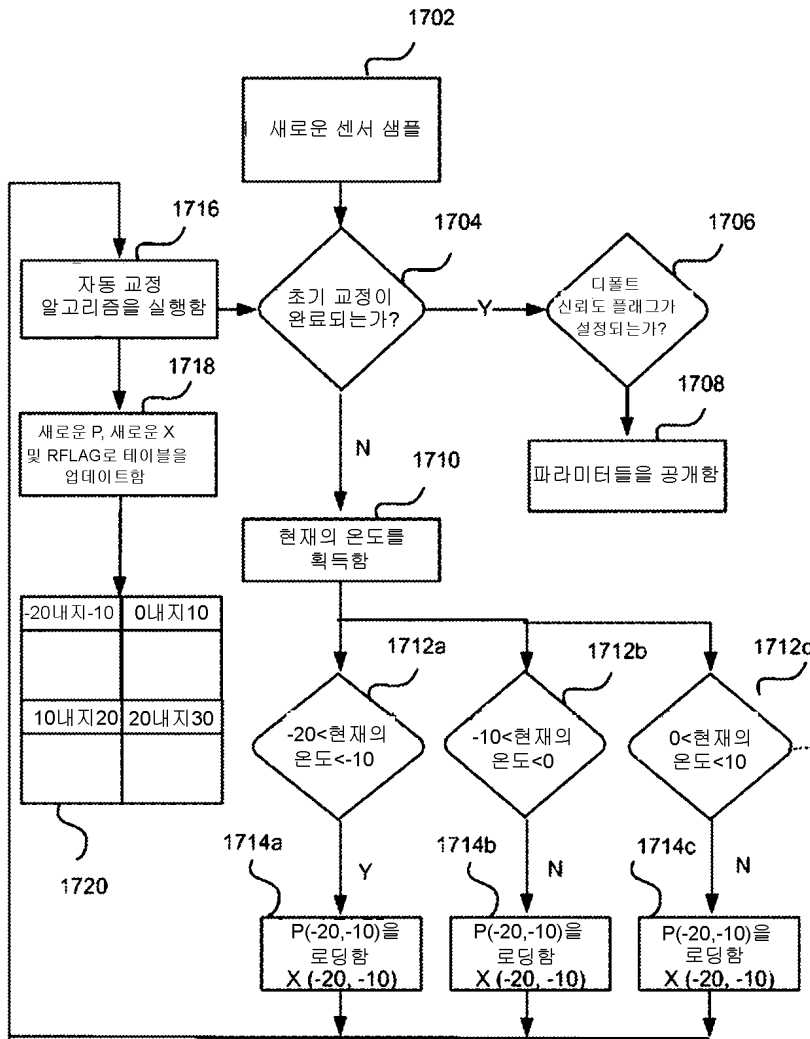 1702
새로운 센서 샘플
1716
자동 교정
알고리즘을 실행함
1704
초기 교정이
완료되는가?
Y
1706
디폴트
신뢰도 플래그가
설정되는가?
1718
새로운 P, 새로운 X
및 RFLAG로 테이블을
업데이트함
N
1708
파라미터들을 공개함
1710
현재의 온도를
획득함
-20내지-10
0내지10
10내지20
20내지30
1720
1712a
-20<현재의
온도<-10
1712b
-10<현재의
온도<0
1712c
0<현재의
온도<10
1714a
Y
P(-20,-10)을
로딩함
X (-20, -10)
1714b
N
P(-20,-10)을
로딩함
X (-20, -10)
1714c
N
P(-20,-10)을
로딩함
X (-20, -10)